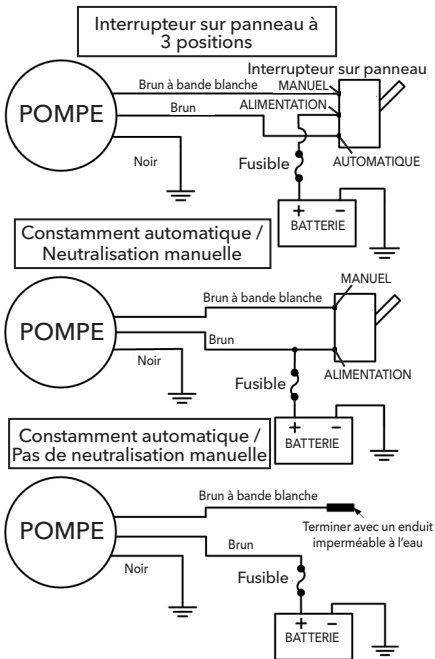 Interrupteur sur panneau à
3 positions
Interrupteur sur panneau
Brun à bande blanche
MANUEL
POMPE
ALIMENTATION
Brun
Noir
Fusible
AUTOMATIQUE
+ –
BATTERIE
Constamment automatique /
Neutralisation manuelle
MANUEL
Brun à bande blanche
POMPE
Brun
Noir
ALIMENTATION
Fusible
+ –
BATTERIE
Constamment automatique /
Pas de neutralisation manuelle
Brun à bande blanche
POMPE
Terminer avec un enduit
imperméable à l'eau
Brun
Noir
Fusible
+ –
BATTERIE